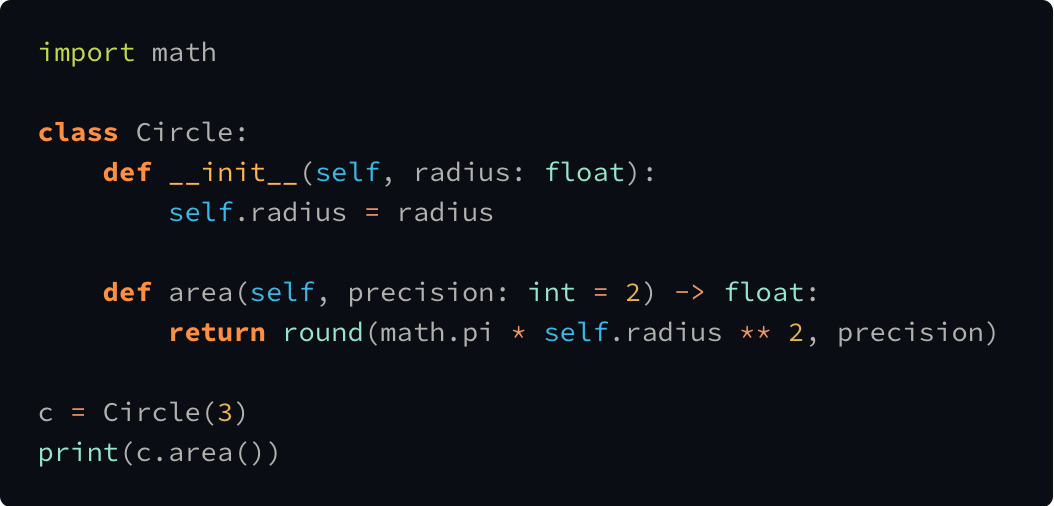 import math

class Circle:
    def __init__(self, radius: float):
        self.radius = radius

    def area(self, precision: int = 2) -> float:
        return round(math.pi * self.radius ** 2, precision)

c = Circle(3)
print(c.area())